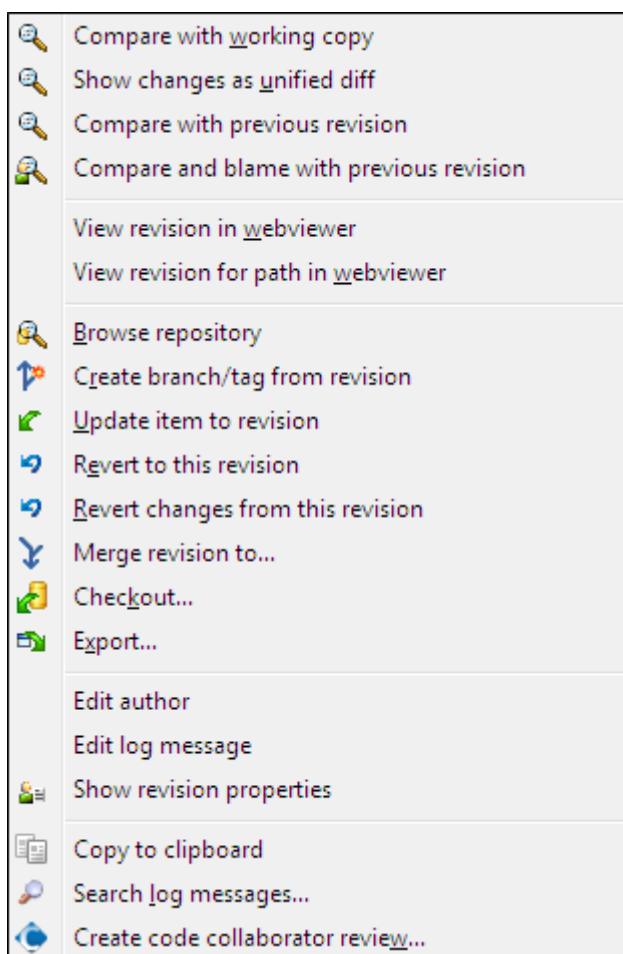 Compare with working copy
Show changes as unified diff
Compare with previous revision
Compare and blame with previous revision
View revision in webviewer
View revision for path in webviewer
Browse repository
Create branch/tag from revision
Update item to revision
Revert to this revision
Revert changes from this revision
Merge revision to...
Checkout...
Export...
Edit author
Edit log message
Show revision properties
Copy to clipboard
Search log messages...
Create code collaborator review...